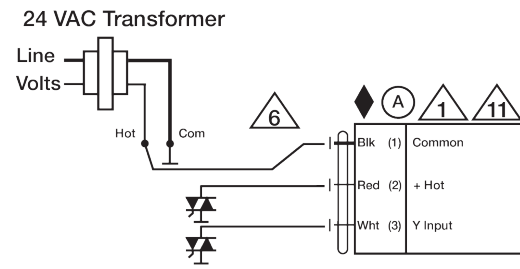 24 VAC Transformer
Line
Volts
Hot Com
6
A
1
11
Blk (1) Common
Red (2) + Hot
Wht (3) Y Input